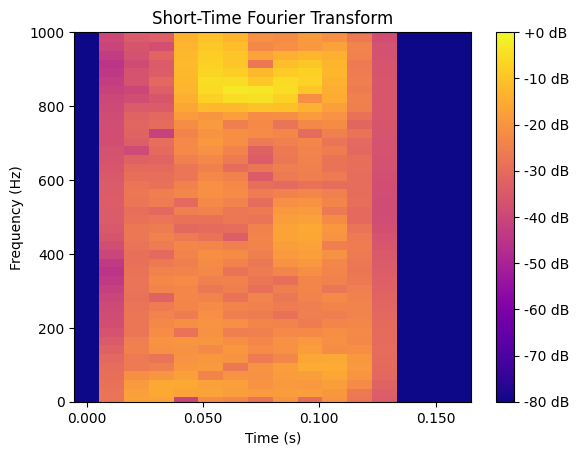 Short-Time Fourier Transform
1000
800
600
400
200
0
Frequency (Hz)
0.000
0.050
0.100
0.150
Time (s)
+0 dB
-10 dB
-20 dB
-30 dB
-40 dB
-50 dB
-60 dB
-70 dB
-80 dB